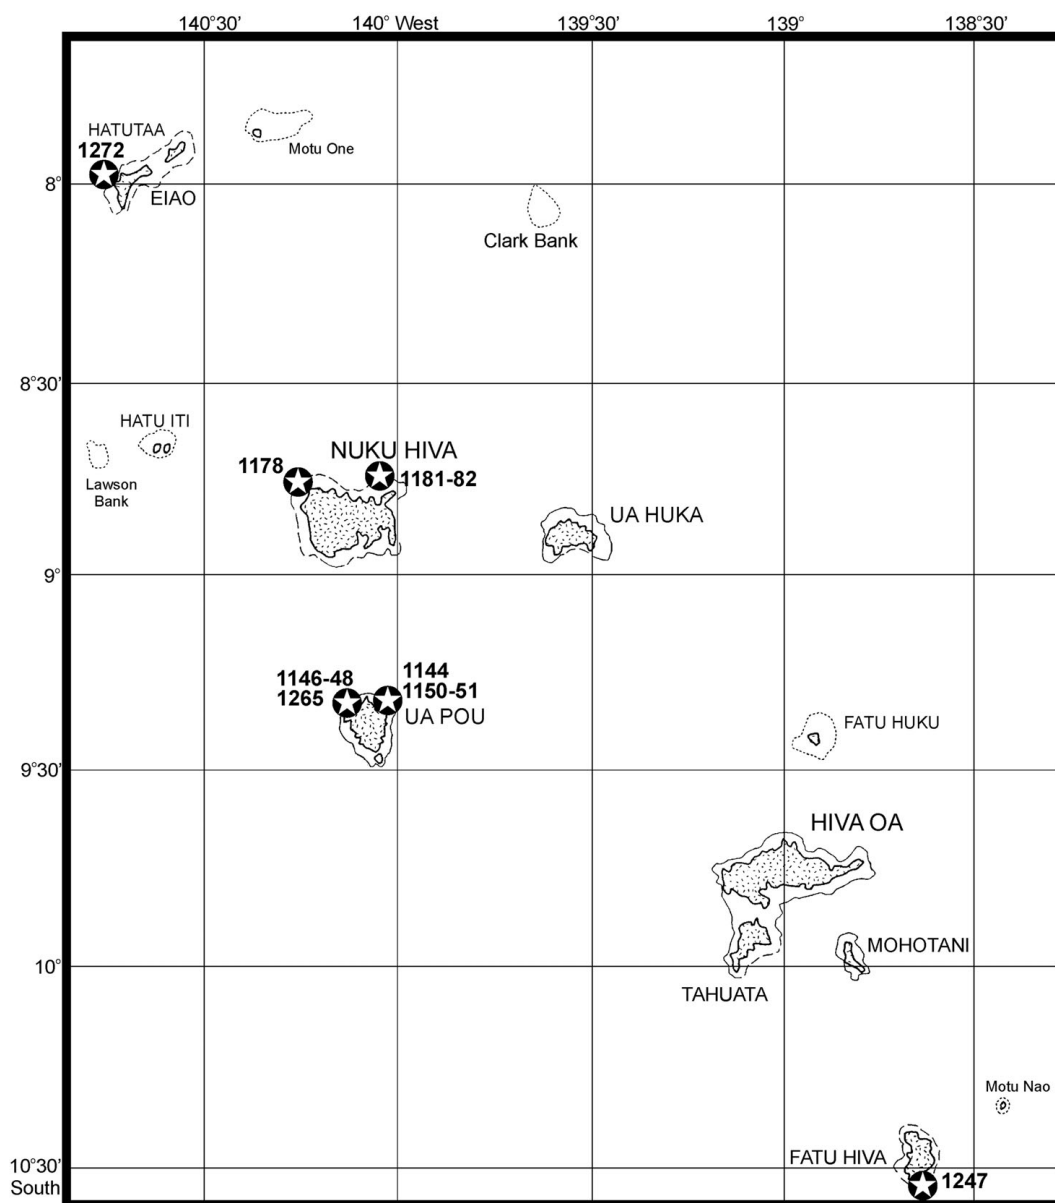 140°30' 140° West 139°30' 139° 138°30'
HATUTAA
1272
Motu One
8°
EIAO
Clark Bank
8°30'
HATU ITI
NUKU HIVA
1178
1181-82
Lawson
Bank
UA HUKA
9°
1146-48
1265
1144
1150-51
UA POU
FATU HUKU
9°30'
HIVA OA
MOHOTANI
10°
TAHUATA
Motu Nao
FATU HIVA
10°30'
South
1247